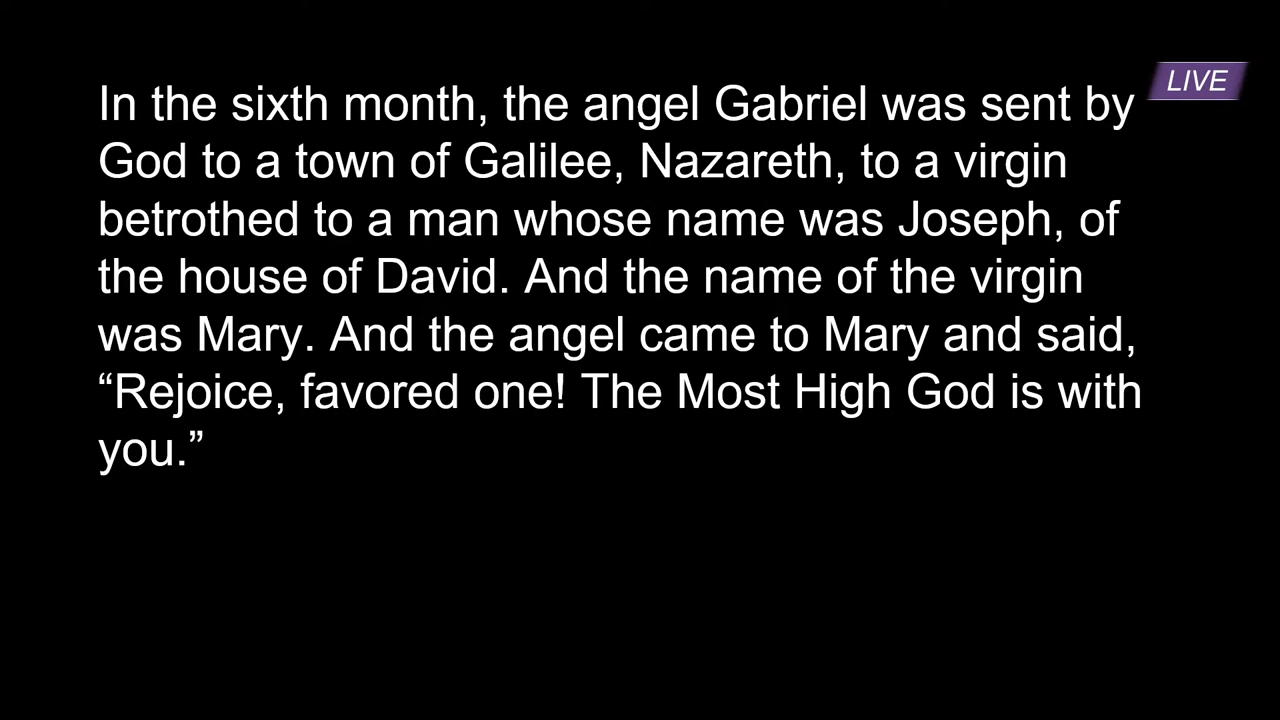 LIVE
In the sixth month, the angel Gabriel was sent by
God to a town of Galilee, Nazareth, to a virgin
betrothed to a man whose name was Joseph, of
the house of David. And the name of the virgin
was Mary. And the angel came to Mary and said,
“Rejoice, favored one! The Most High God is with
you.”